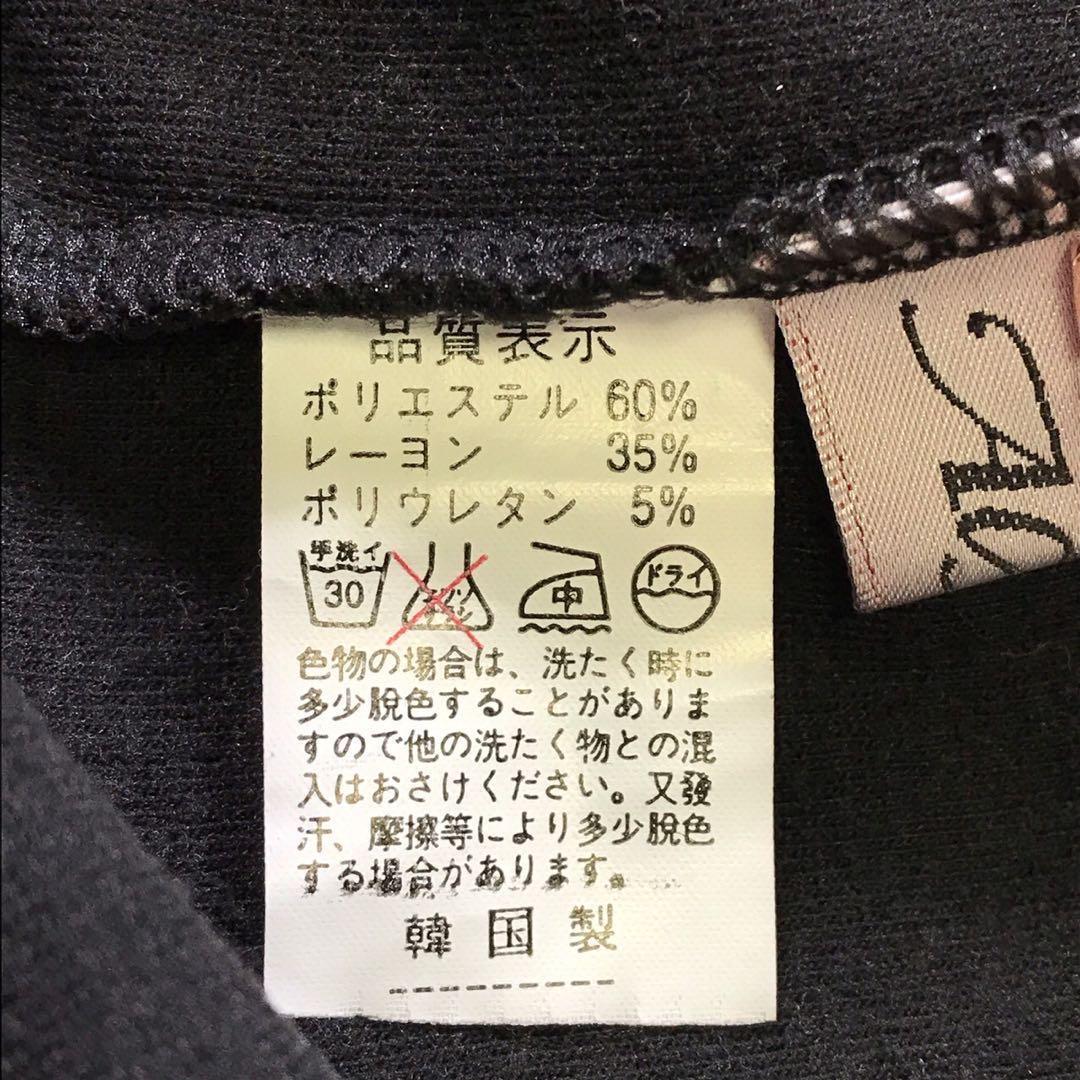 品質表示
ポリエステル 60%
レーヨン 35%
ポリウレタン 5%
手洗イ
30
中
ドライ
色物の場合は、洗たく時に
多少脱色することがありま
すので他の洗たく物との混
入はおさけください。又發
汗、摩擦等により多少脱色
する場合があります。
韓国製